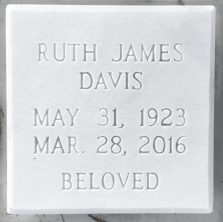 RUTH JAMES
DAVIS
MAY 31, 1923
MAR. 28, 2016
BELOVED